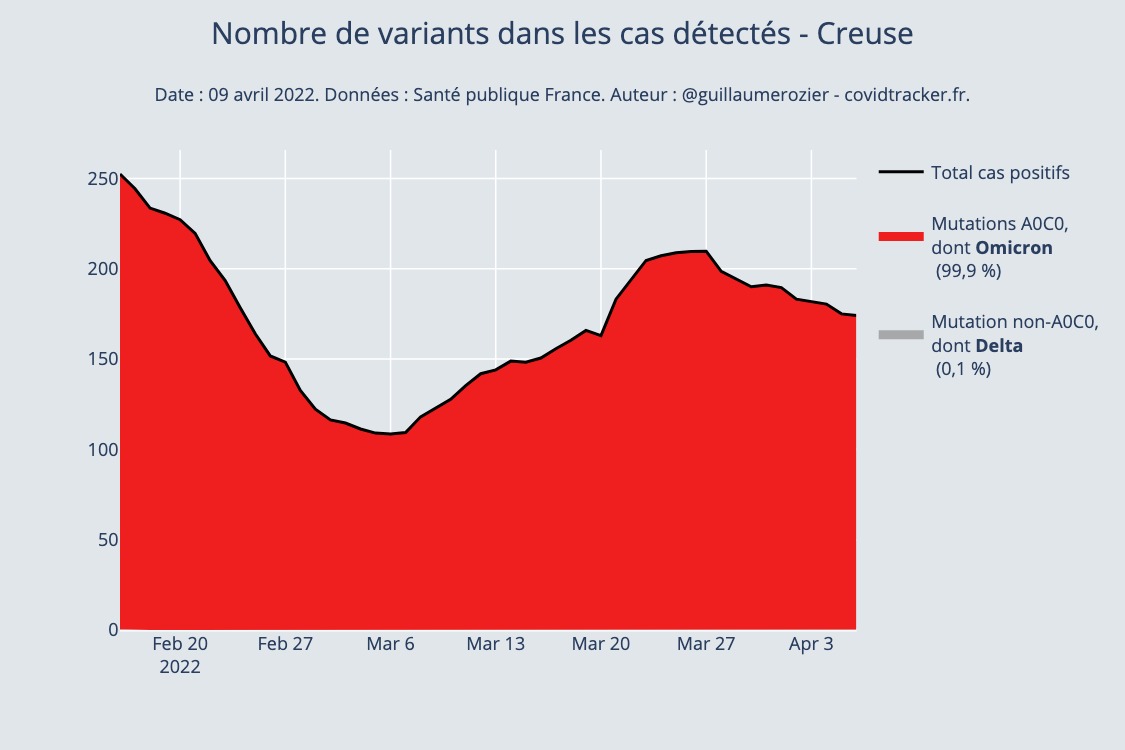 Nombre de variants dans les cas détectés - Creuse
Date : 09 avril 2022. Données : Santé publique France. Auteur : @guillaumerozier - covidtracker.fr.
250
200
150
100
50
0
Feb 20
2022
Feb 27
Mar 6
Mar 13
Mar 20
Mar 27
Apr 3
Total cas positifs
Mutations A0C0,
dont Omicron
(99,9 %)
Mutation non-A0C0,
dont Delta
(0,1 %)